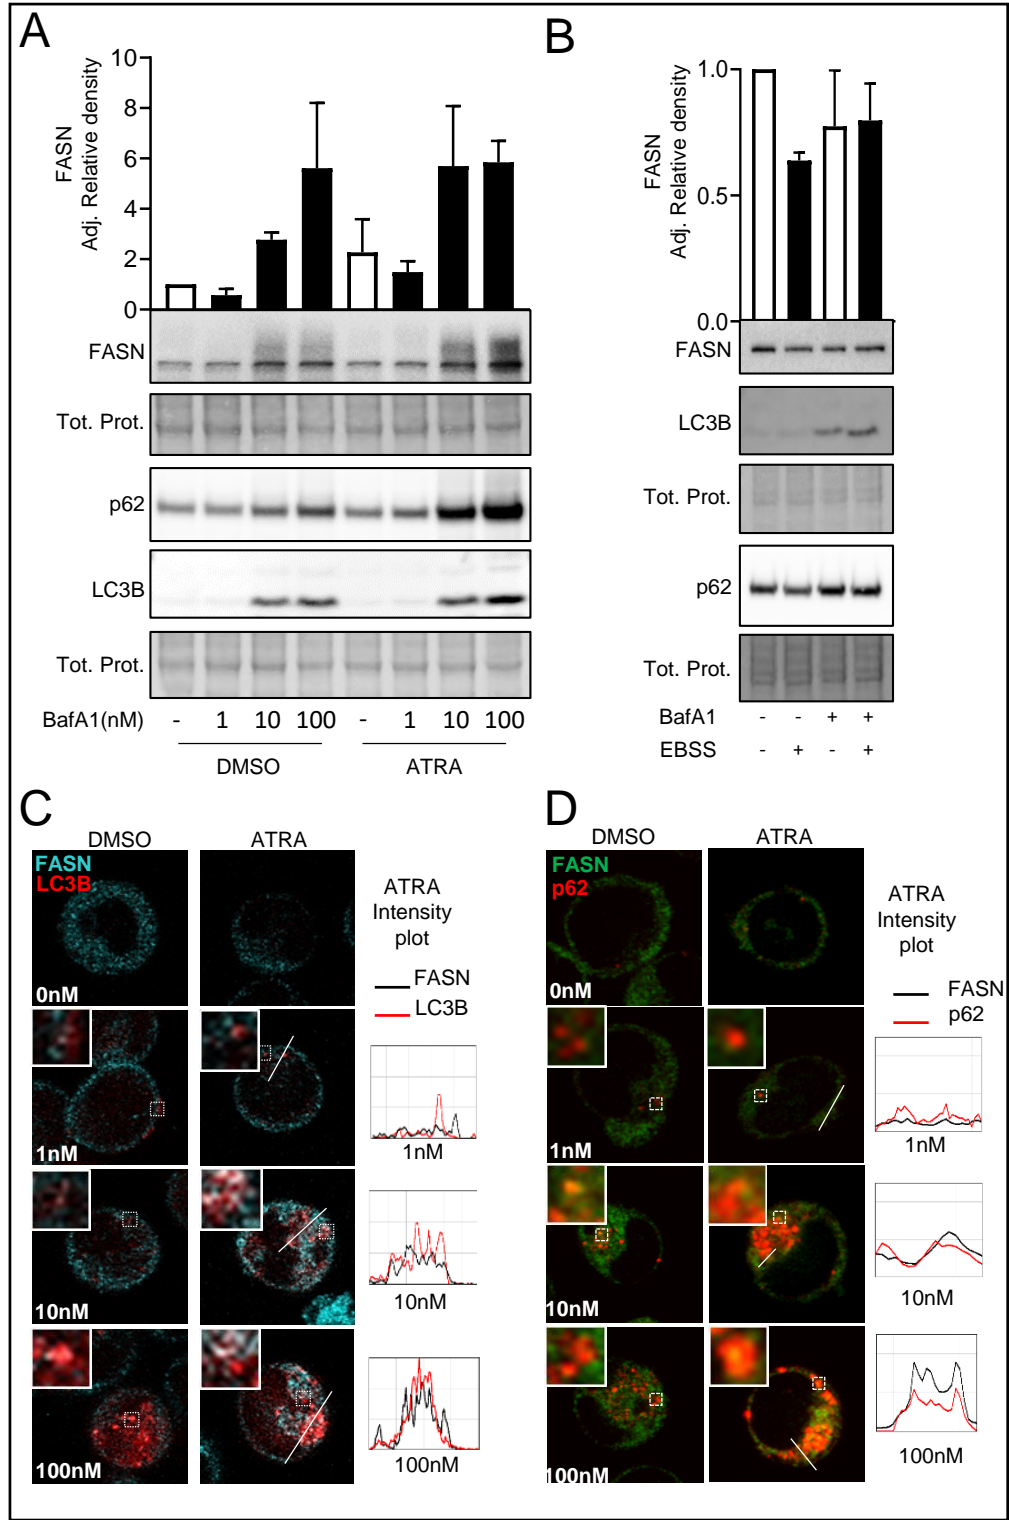 A
10
8
6
4
2
0
FASN
Adj. Relative density
FASN
Tot. Prot.
p62
LC3B
Tot. Prot.
BafA1(nM) - 1 10 100 - 1 10 100
DMSO ATRA
B
1.0
0.5
0.0
FASN
Adj. Relative density
FASN
LC3B
Tot. Prot.
p62
Tot. Prot.
BafA1 - - + +
EBSS - + - +
C
DMSO ATRA
FASN
LC3B
0nM
1nM
10nM
100nM
ATRA
Intensity
plot
FASN
LC3B
1nM
10nM
100nM
D
DMSO ATRA
FASN
p62
0nM
1nM
10nM
100nM
ATRA
Intensity
plot
FASN
p62
1nM
10nM
100nM